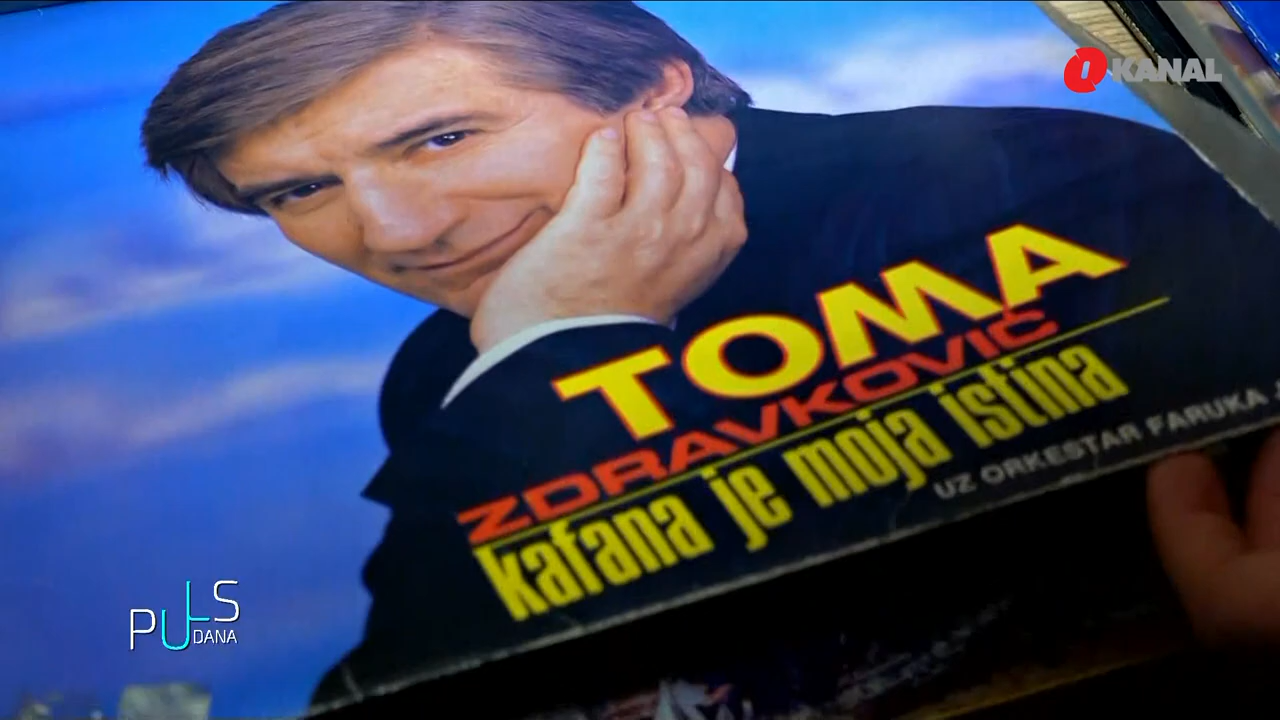 O KANAL
TOMA
ZDRAVKOVIĆ
kafana je moja istina
UZ ORKESTAR FARUKA
PULS
DANA